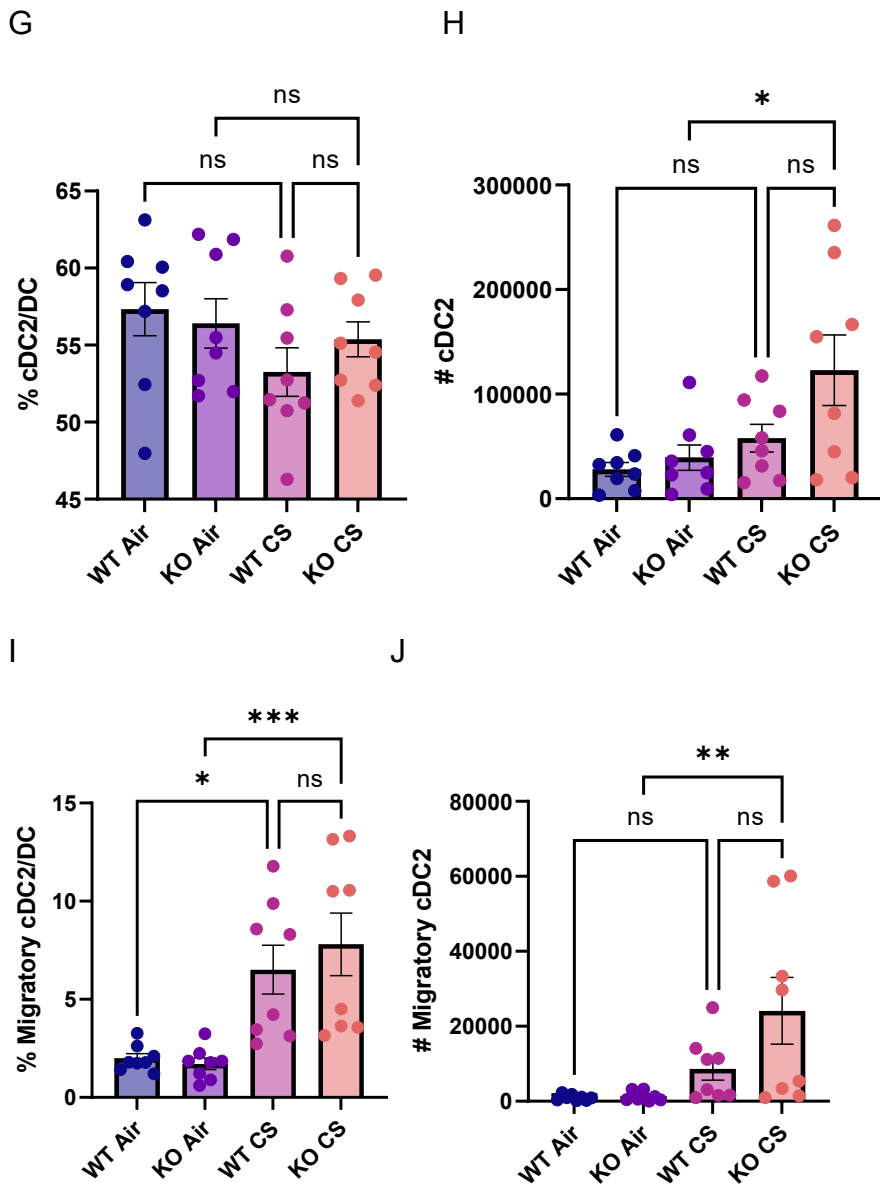 G
ns
ns
ns
% cDC2/DC
65
60
55
50
45
WT Air
KO Air
WT CS
KO CS
H
*
ns
ns
# cDC2
300000
200000
100000
0
WT Air
KO Air
WT CS
KO CS
I
***
*
ns
% Migratory cDC2/DC
15
10
5
0
WT Air
KO Air
WT CS
KO CS
J
**
ns
ns
# Migratory cDC2
80000
60000
40000
20000
0
WT Air
KO Air
WT CS
KO CS